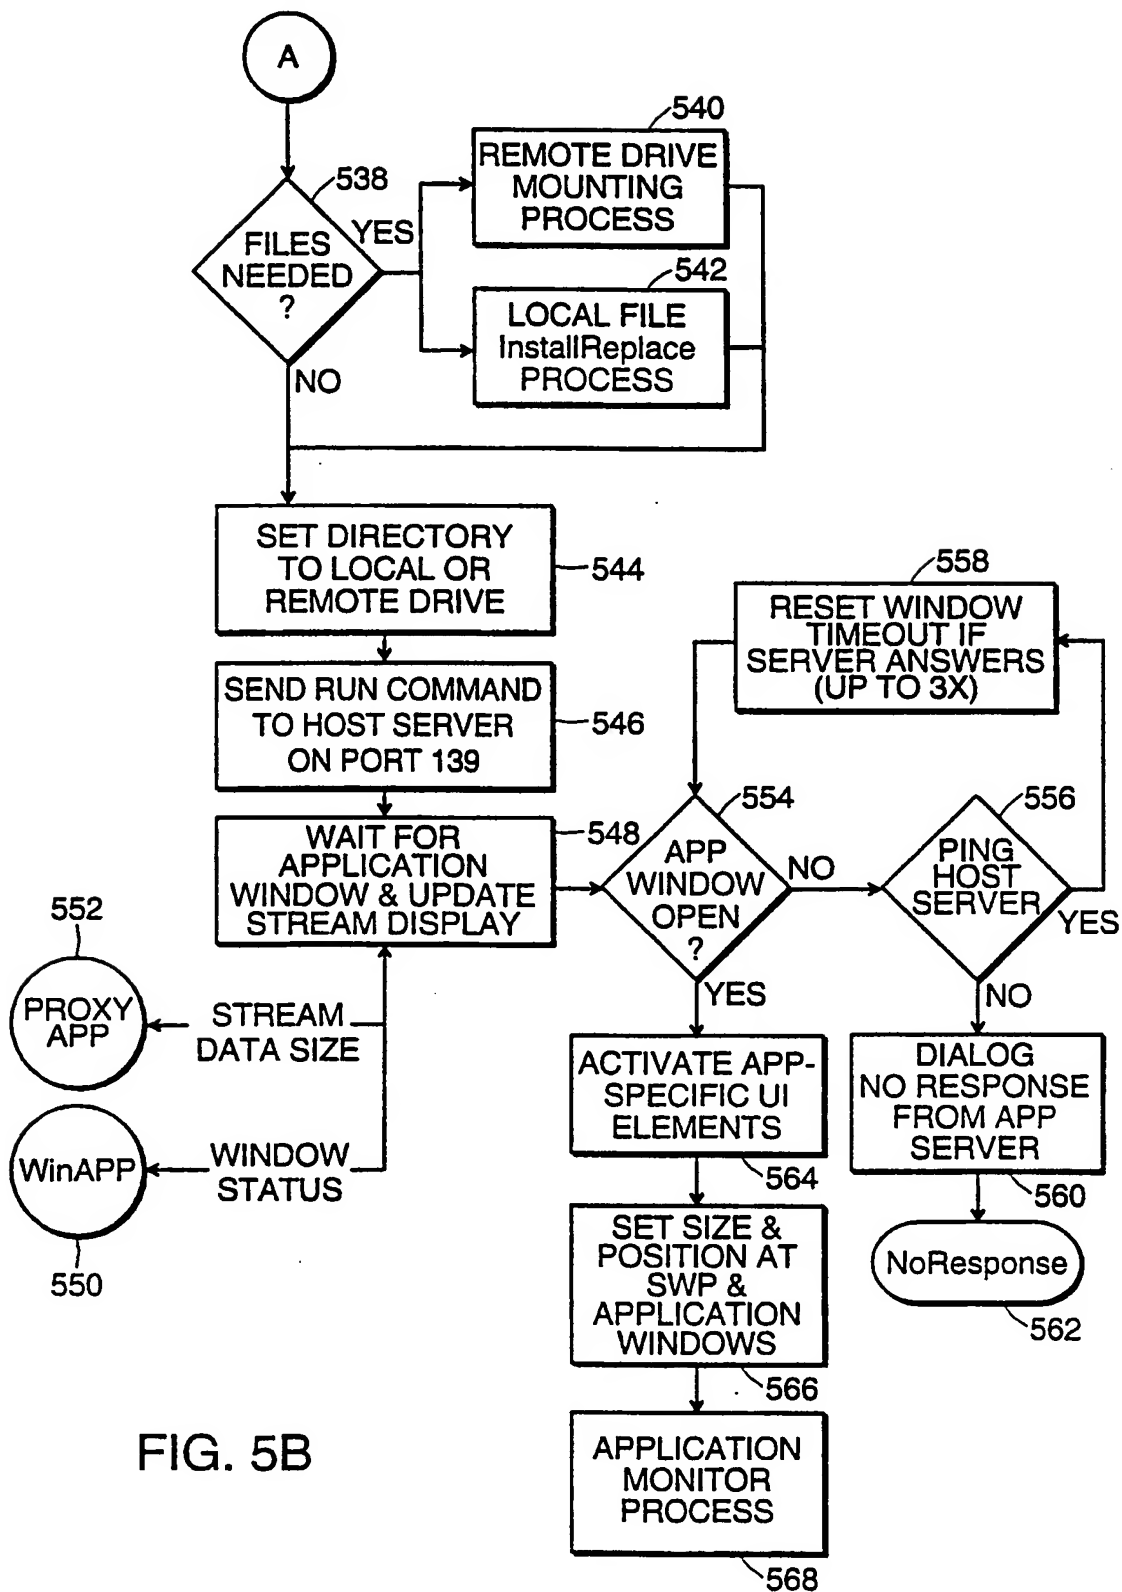 A
540
REMOTE DRIVE
MOUNTING
PROCESS
538
YES
FILES
NEEDED
?
542
LOCAL FILE
InstallReplace
PROCESS
NO
SET DIRECTORY
TO LOCAL OR
REMOTE DRIVE
544
558
RESET WINDOW
TIMEOUT IF
SERVER ANSWERS
(UP TO 3X)
SEND RUN COMMAND
TO HOST SERVER
ON PORT 139
546
WAIT FOR
APPLICATION
WINDOW & UPDATE
STREAM DISPLAY
548
554
APP
WINDOW
OPEN
?
NO
556
PING
HOST
SERVER
YES
552
PROXY
APP
STREAM
DATA SIZE
YES
NO
WinAPP
WINDOW
STATUS
550
ACTIVATE APP-
SPECIFIC UI
ELEMENTS
564
DIALOG
NO RESPONSE
FROM APP
SERVER
560
SET SIZE &
POSITION AT
SWP &
APPLICATION
WINDOWS
566
NoResponse
562
APPLICATION
MONITOR
PROCESS
568
FIG. 5B